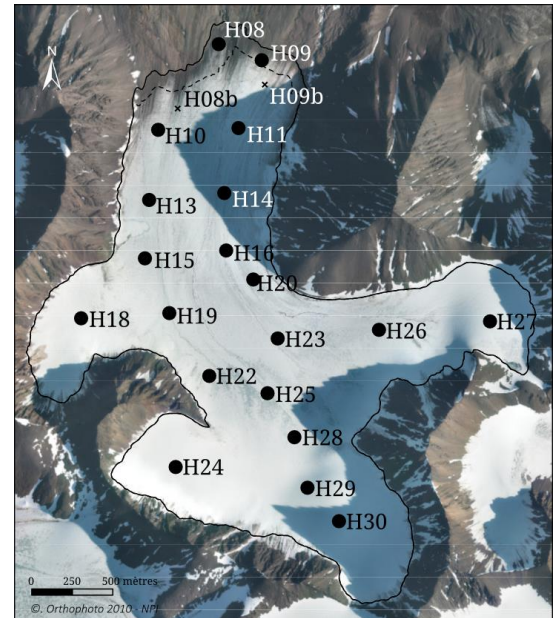 H08
H09
N
H09b
H08b
H10
H11
H13
H14
H16
H15
H20
H18
H19
H27
H26
H23
H22
H25
H28
H24
H29
H30
0 250 500 mètres
©. Orthophoto 2010 - NPI